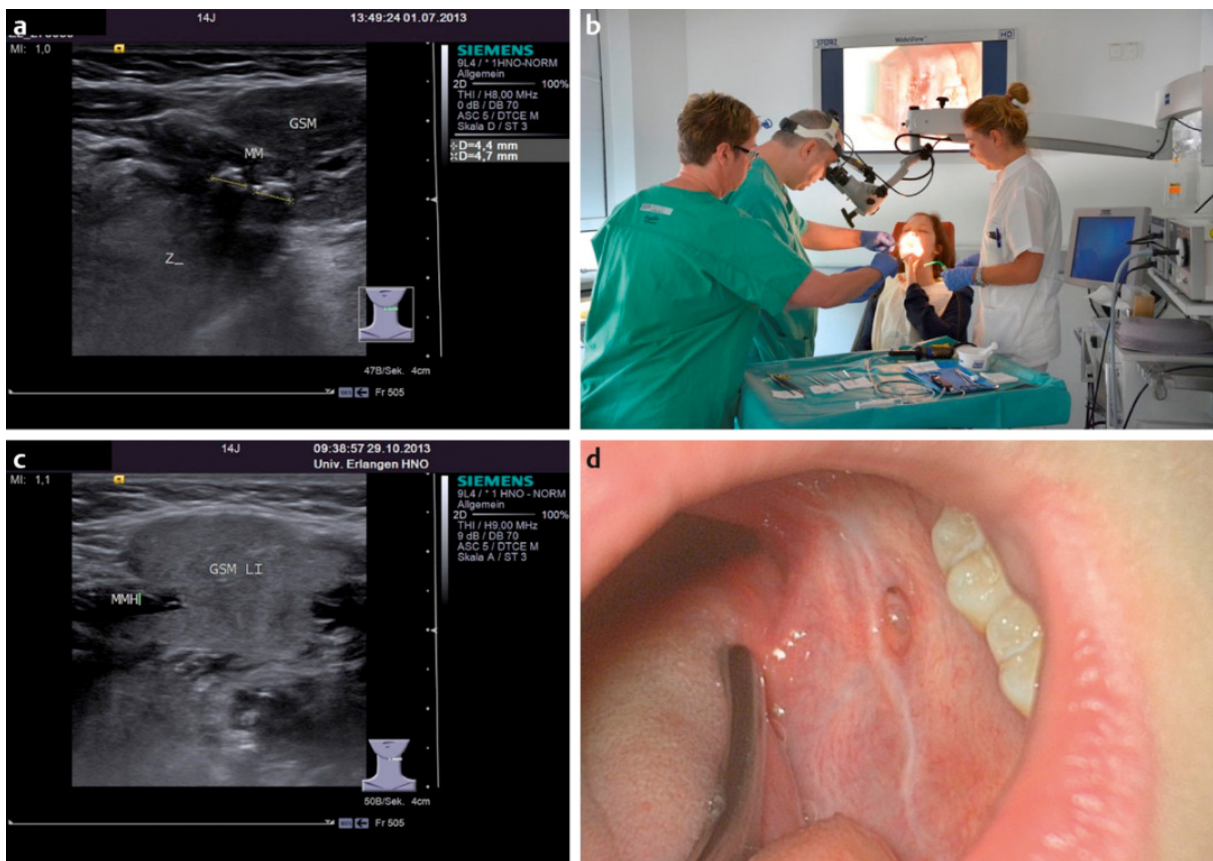 a
14J 13:49:24 01.07.2013
MI: 1,0
SIEMENS
9L4 / * 1HNO-NORM
Allgemein
2D 100%
THI / H8,00 MHz
0 dB / DB 70
ASC 5 / DTCE M
Skala D / ST 3
D=4,4 mm
D=4,7 mm
GSM
MM
Z_
47B/Sek. 4cm
Fr 505
b
STORZ WideView™ HD
c
14J 09:38:57 29.10.2013
Univ. Erlangen HNO
MI: 1,1
SIEMENS
9L4 / * 1 HNO - NORM
Allgemein
2D 100%
THI / H9,00 MHz
9 dB / DB 70
ASC 5 / DTCE M
Skala A / ST 3
GSM LI
MMH
50B/Sek. 4cm
Fr 505
d